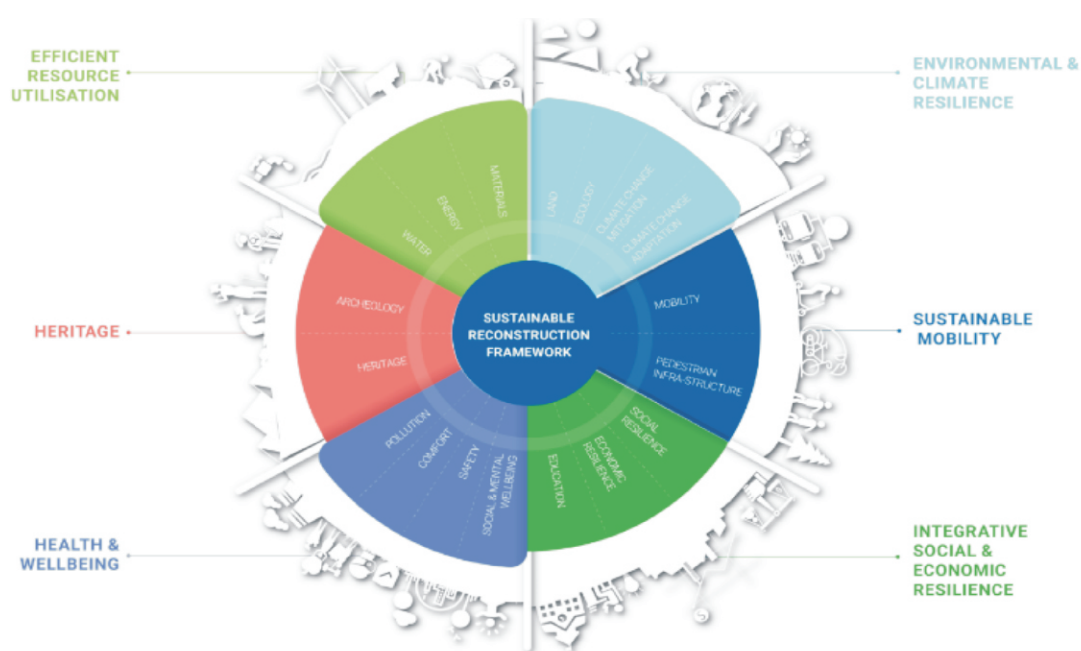 EFFICIENT
RESOURCE
UTILISATION
ENVIRONMENTAL &
CLIMATE
RESILIENCE
MATERIALS
ENERGY
WATER
LAND
ECOLOGY
CLIMATE CHANGE
MITIGATION
CLIMATE CHANGE
ADAPTATION
HERITAGE
ARCHEOLOGY
HERITAGE
SUSTAINABLE
RECONSTRUCTION
FRAMEWORK
MOBILITY
PEDESTRIAN
INFRA-STRUCTURE
SUSTAINABLE
MOBILITY
POLLUTION
COMFORT
SAFETY
SOCIAL & MENTAL
WELLBEING
EDUCATION
ECONOMIC
RESILIENCE
SOCIAL
RESILIENCE
HEALTH &
WELLBEING
INTEGRATIVE
SOCIAL &
ECONOMIC
RESILIENCE